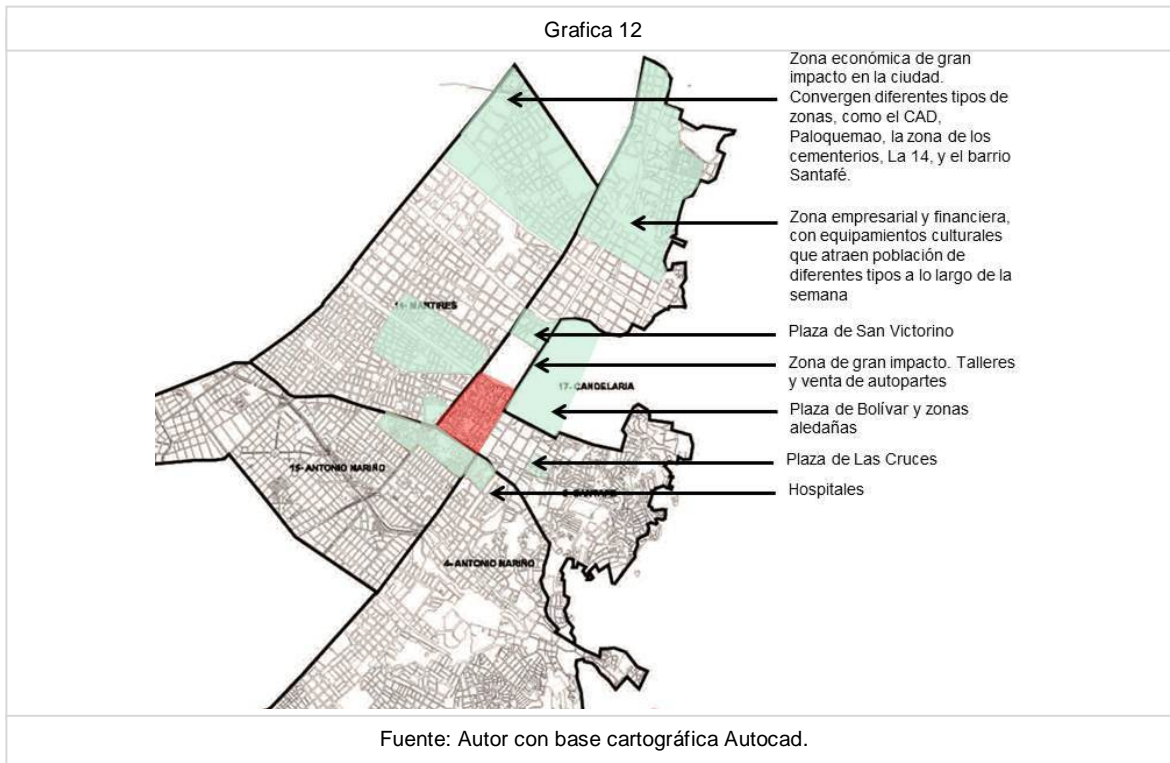 Grafica 12
Zona económica de gran
impacto en la ciudad.
Convergen diferentes tipos de
zonas, como el CAD,
Paloquemao, la zona de los
cementerios, La 14, y el barrio
Santafé.
Zona empresarial y financiera,
con equipamientos culturales
que atraen población de
diferentes tipos a lo largo de la
semana
Plaza de San Victorino
Zona de gran impacto. Talleres
y venta de autopartes
Plaza de Bolívar y zonas
aledañas
Plaza de Las Cruces
Hospitales
14- MARTIRES
17- CANDELARIA
15- ANTONIO NARIÑO
3- SANTAFE
4- ANTONIO NARIÑO
Fuente: Autor con base cartográfica Autocad.